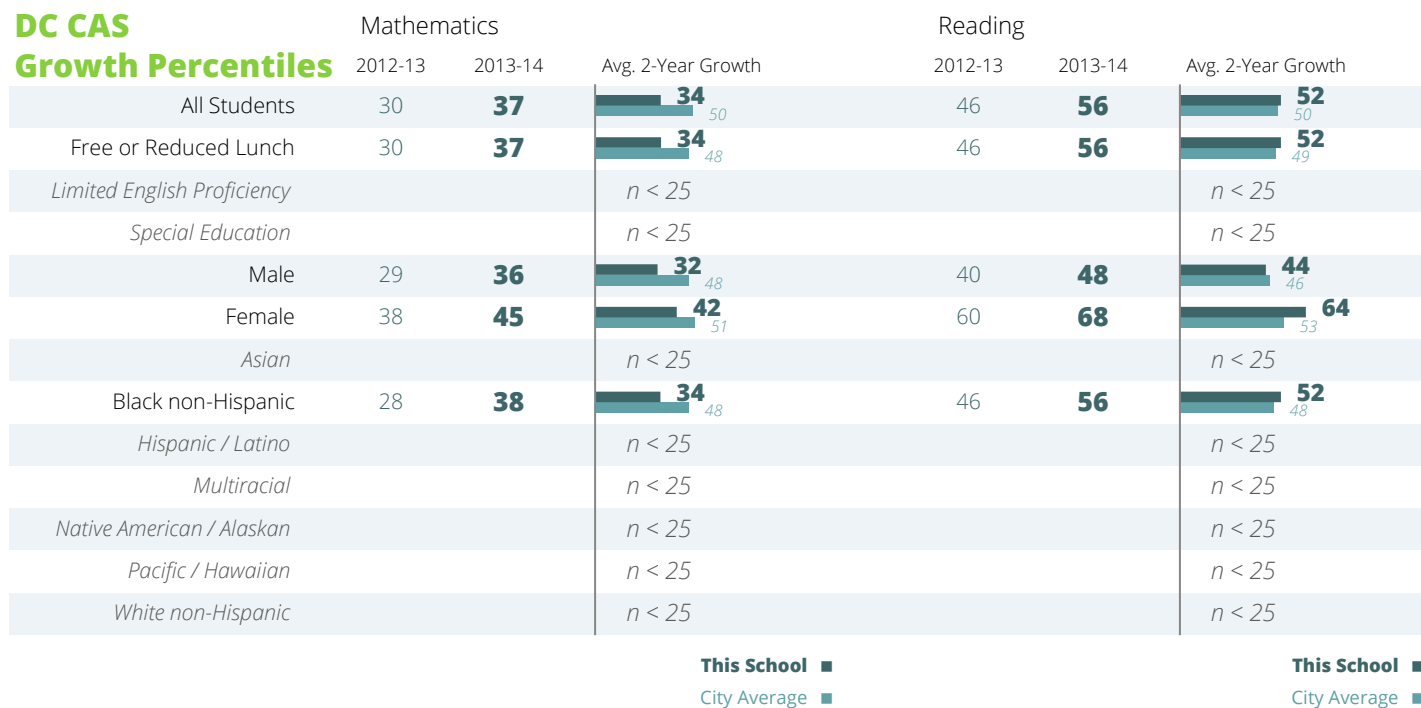 DC CAS
Growth Percentiles
Mathematics Reading
2012-13 2013-14 Avg. 2-Year Growth 2012-13 2013-14 Avg. 2-Year Growth
All Students 30 37 34 50 46 56 52 50
Free or Reduced Lunch 30 37 34 48 46 56 52 49
Limited English Proficiency n < 25 n < 25
Special Education n < 25 n < 25
Male 29 36 32 48 40 48 44 46
Female 38 45 42 51 60 68 64 53
Asian n < 25 n < 25
Black non-Hispanic 28 38 34 48 46 56 52 48
Hispanic / Latino n < 25 n < 25
Multiracial n < 25 n < 25
Native American / Alaskan n < 25 n < 25
Pacific / Hawaiian n < 25 n < 25
White non-Hispanic n < 25 n < 25
This School This School
City Average City Average